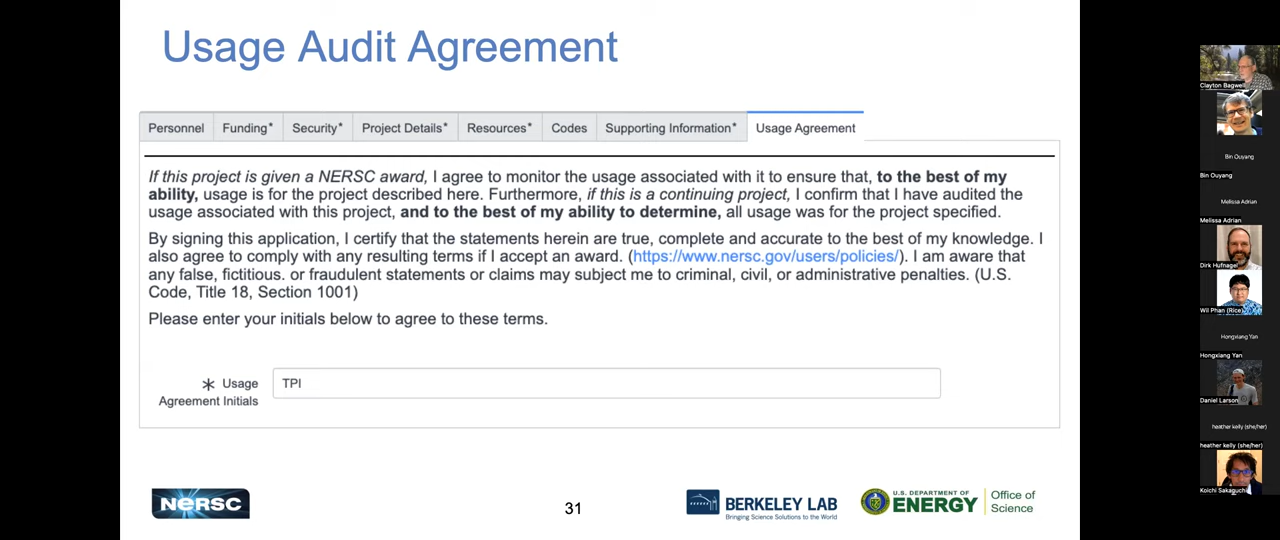 Usage Audit Agreement
Personnel Funding* Security* Project Details* Resources* Codes Supporting Information* Usage Agreement
If this project is given a NERSC award, I agree to monitor the usage associated with it to ensure that, to the best of my
ability, usage is for the project described here. Furthermore, if this is a continuing project, I confirm that I have audited the
usage associated with this project, and to the best of my ability to determine, all usage was for the project specified.
By signing this application, I certify that the statements herein are true, complete and accurate to the best of my knowledge. I
also agree to comply with any resulting terms if I accept an award. (https://www.nersc.gov/users/policies/). I am aware that
any false, fictitious. or fraudulent statements or claims may subject me to criminal, civil, or administrative penalties. (U.S.
Code, Title 18, Section 1001)
Please enter your initials below to agree to these terms.
* Usage
Agreement Initials
TPI
NERSC
31
BERKELEY LAB
Bringing Science Solutions to the World
U.S. DEPARTMENT OF
ENERGY
Office of
Science
Clayton Bagwell
Bin Ouyang
Bin Ouyang
Melissa Adrian
Melissa Adrian
Dirk Hufnagel
Wil Phan (Rice)
Hongxiang Yan
Hongxiang Yan
Daniel Larson
heather kelly (she/her)
heather kelly (she/her)
Koichi Sakaguchi